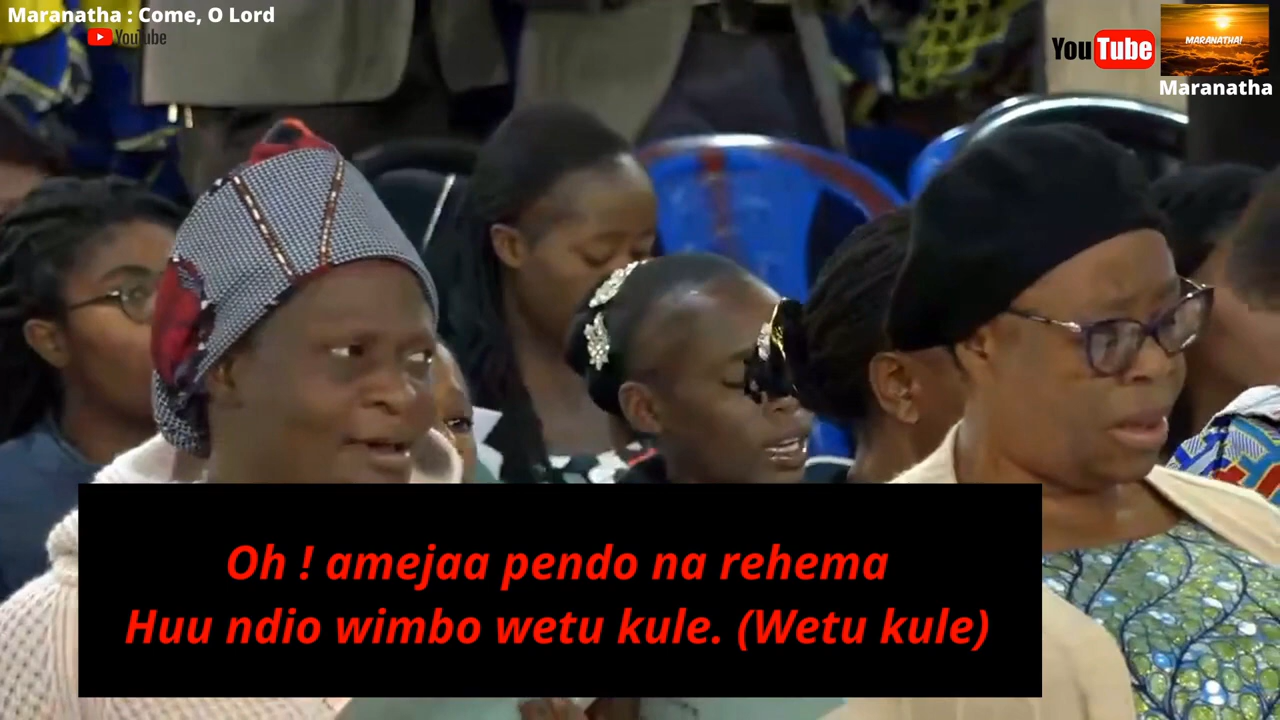 Maranatha : Come, O Lord
YouTube
YouTube
MARANATHA!
Maranatha
Oh ! amejaa pendo na rehema
Huu ndio wimbo wetu kule. (Wetu kule)